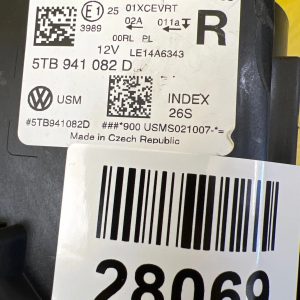 E1 25 01XCEVRT
02A 011a
3989 00RL PL R
12V LE14A6343
5TB 941 082 D
USM INDEX
26S
#5TB941082D ###*900 USMS021007-*=
Made in Czech Republic
28069